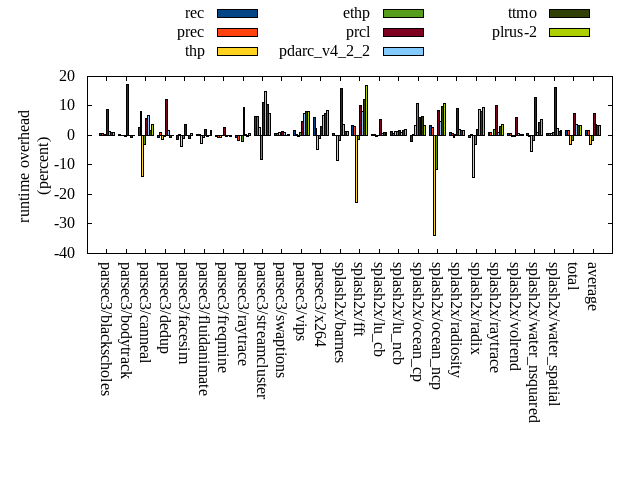 rec
prec
thp
ethp
prcl
pdarc_v4_2_2
ttmo
plrus-2
runtime overhead
(percent)
20
10
0
-10
-20
-30
-40
parsec3/blackscholes
parsec3/bodytrack
parsec3/canneal
parsec3/dedup
parsec3/facesim
parsec3/fluidanimate
parsec3/freqmine
parsec3/raytrace
parsec3/streamcluster
parsec3/swaptions
parsec3/vips
parsec3/x264
splash2x/barnes
splash2x/fft
splash2x/lu_cb
splash2x/lu_ncb
splash2x/ocean_cp
splash2x/ocean_ncp
splash2x/radiosity
splash2x/radix
splash2x/raytrace
splash2x/volrend
splash2x/water_nsquared
splash2x/water_spatial
total
average